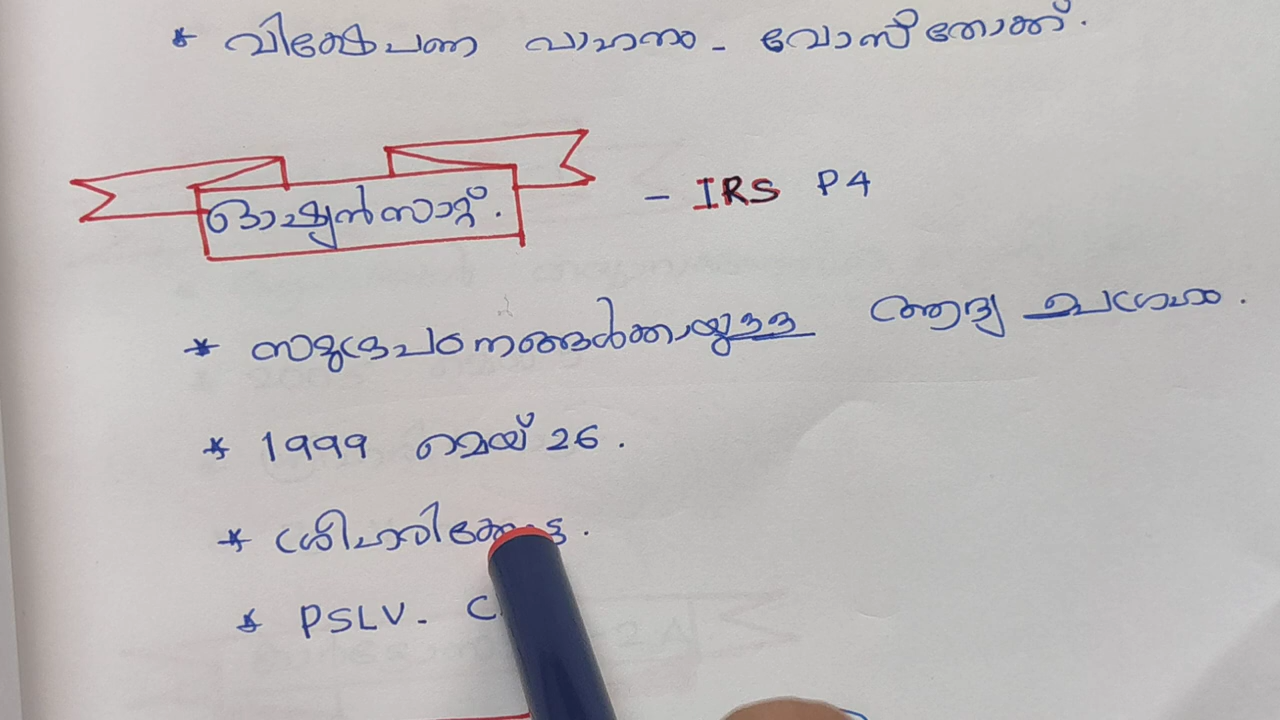 * വിക്ഷേപണ വാഹനം - വോസ്തോക്ക്.
ഓഷ്യൻസാറ്റ്. - IRS P4
* സമുദ്രപഠനങ്ങൾക്കായുള്ള ആദ്യ ഉപഗ്രഹം.
* 1999 മെയ് 26.
* ശ്രീഹരിക്കോട്ട.
* PSLV - C